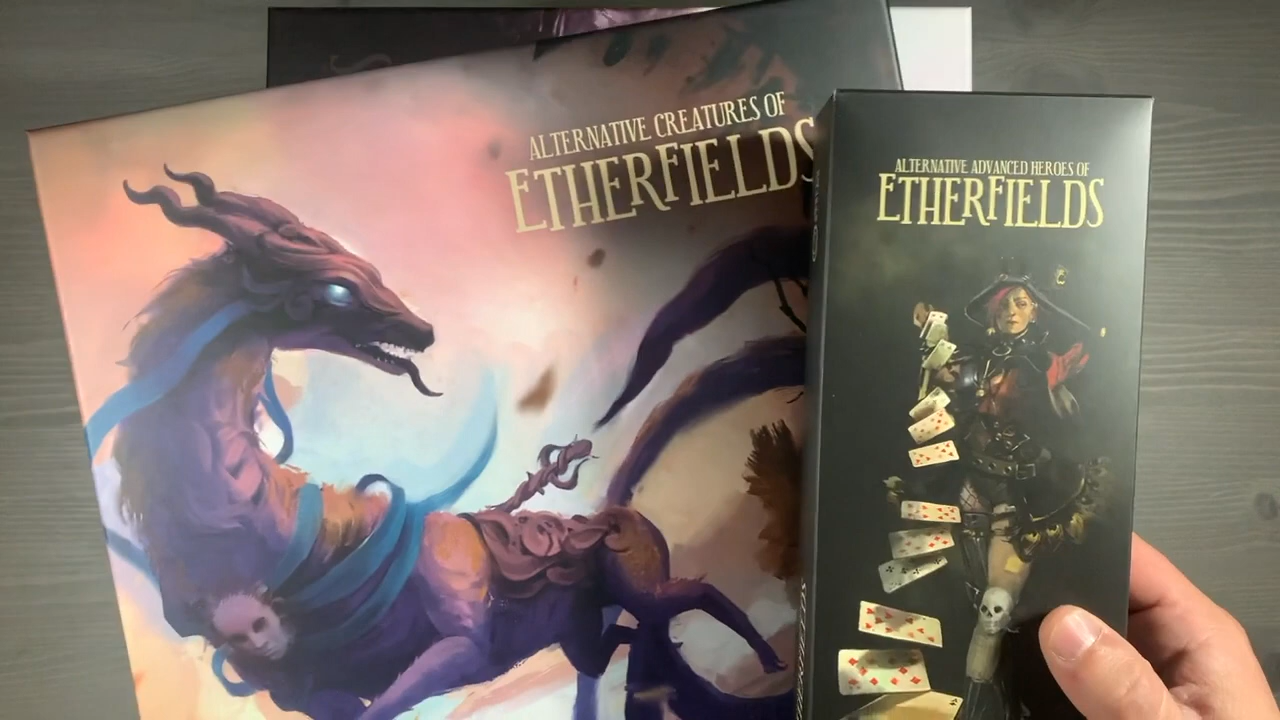 ALTERNATIVE CREATURES OF
ETHERFIELDS
ALTERNATIVE ADVANCED HEROES OF
ETHERFIELDS